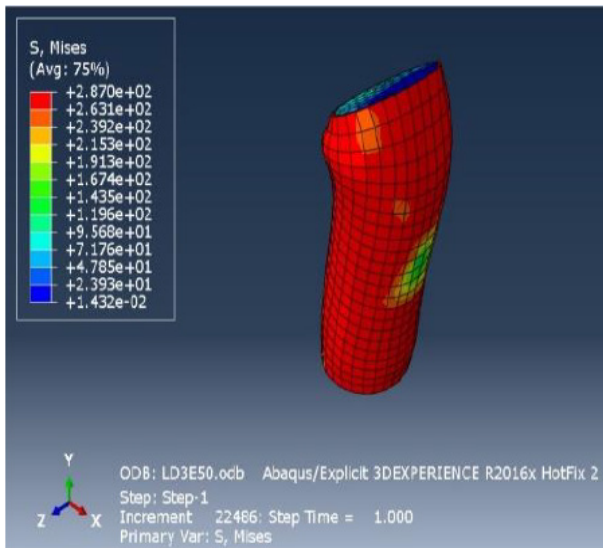 S, Mises
(Avg: 75%)
+2.870e+02
+2.631e+02
+2.392e+02
+2.153e+02
+1.913e+02
+1.674e+02
+1.435e+02
+1.196e+02
+9.568e+01
+7.176e+01
+4.785e+01
+2.393e+01
+1.432e-02
Y
Z X
ODB: LD3E50.odb Abaqus/Explicit 3DEXPERIENCE R2016x HotFix 2
Step: Step-1
Increment 22486: Step Time = 1.000
Primary Var: S, Mises